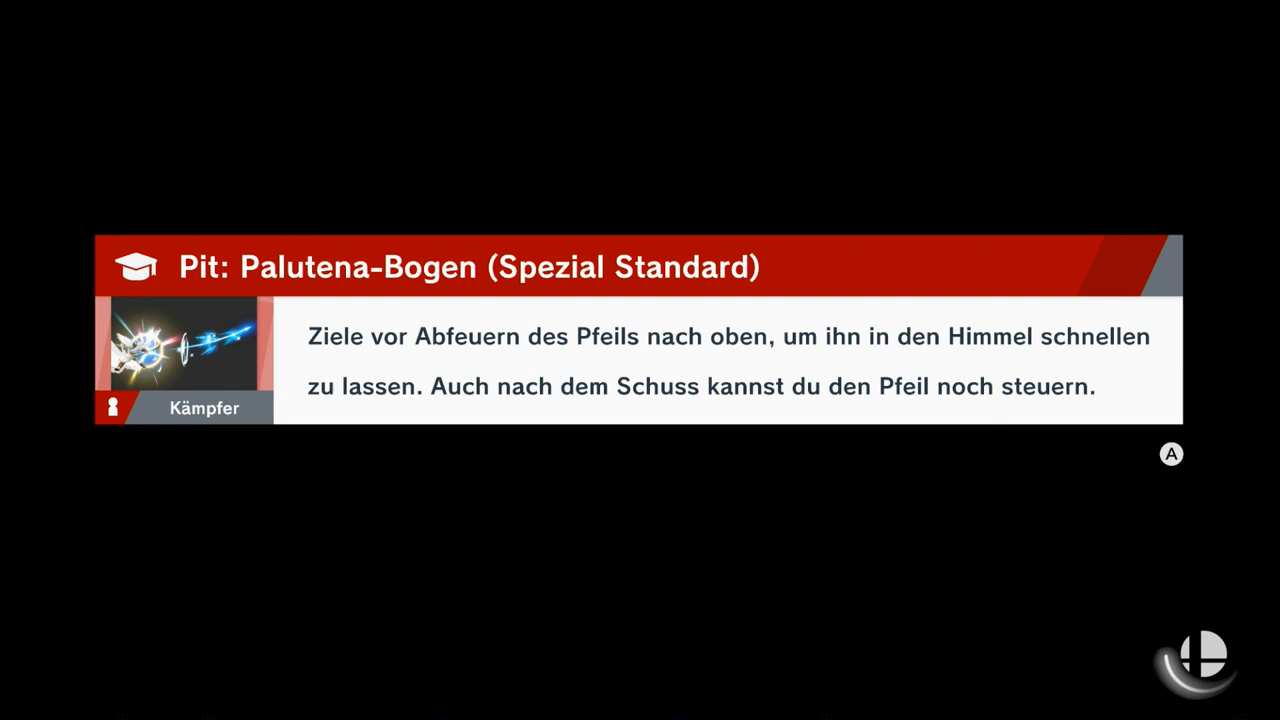 Pit: Palutena-Bogen (Spezial Standard)
Ziele vor Abfeuern des Pfeils nach oben, um ihn in den Himmel schnellen
zu lassen. Auch nach dem Schuss kannst du den Pfeil noch steuern.
Kämpfer
A